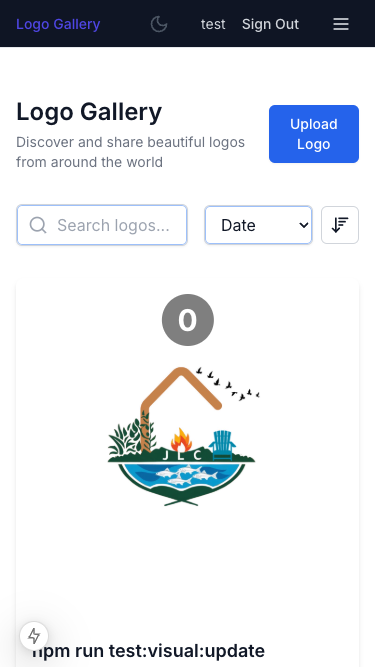 Logo Gallery test Sign Out
Logo Gallery
Upload
Logo
Discover and share beautiful logos
from around the world
Search logos... Date
0
J L C
npm run test:visual:update